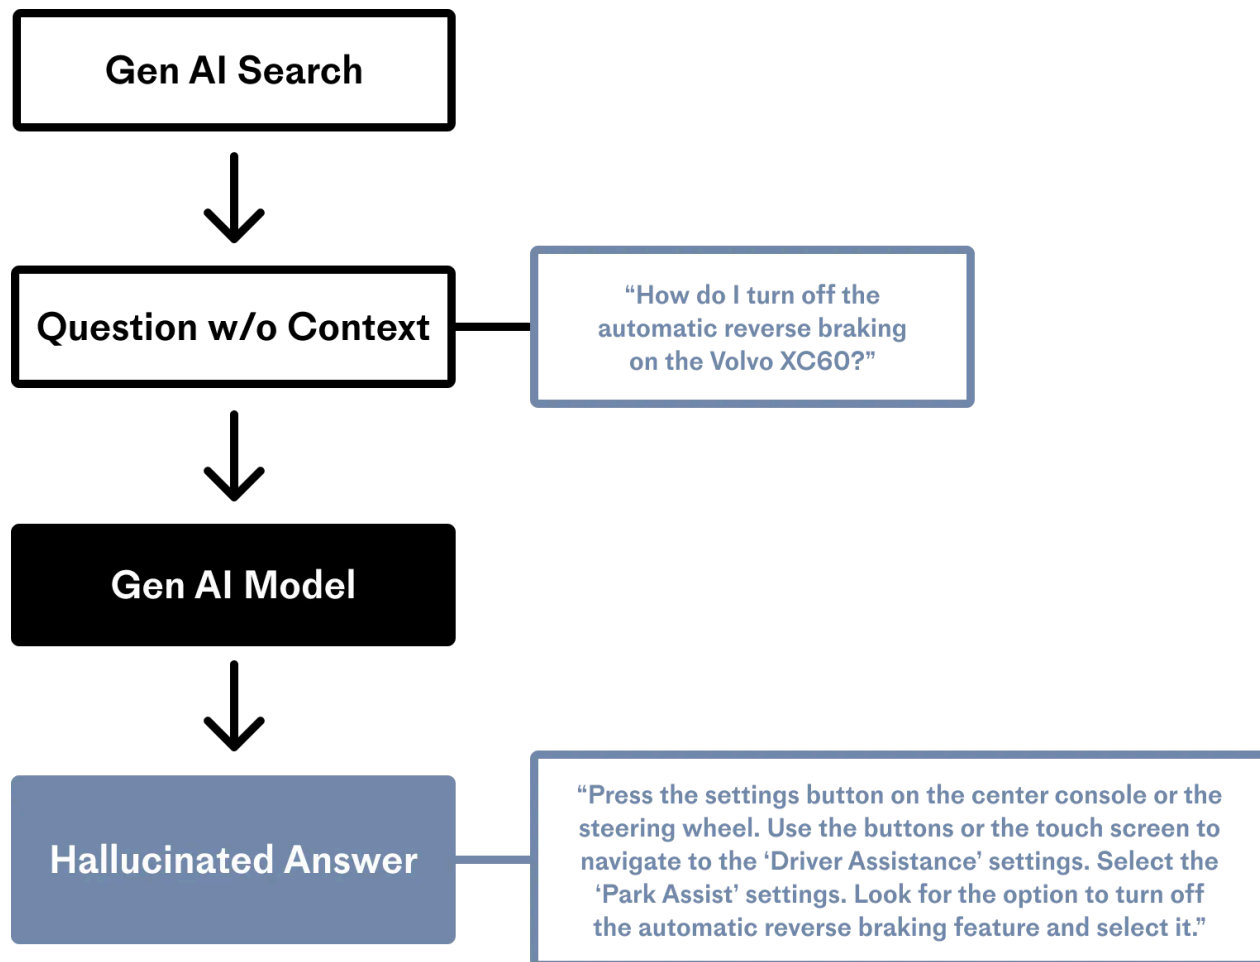 Gen AI Search
Question w/o Context
“How do I turn off the
automatic reverse braking
on the Volvo XC60?”
Gen AI Model
Hallucinated Answer
“Press the settings button on the center console or the
steering wheel. Use the buttons or the touch screen to
navigate to the ‘Driver Assistance’ settings. Select the
‘Park Assist’ settings. Look for the option to turn off
the automatic reverse braking feature and select it.”